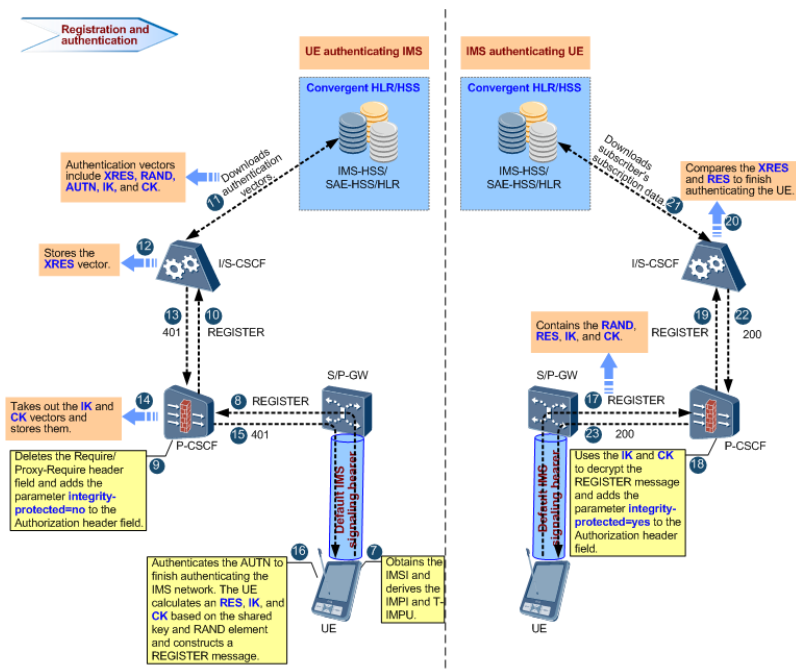 Registration and
authentication
UE authenticating IMS
Convergent HLR/HSS
IMS-HSS/
SAE-HSS/HLR
Authentication vectors
include XRES, RAND,
AUTN, IK, and CK.
Downloads
authentication
vectors.
11
12
Stores the
XRES vector.
I/S-CSCF
13
10
401
REGISTER
S/P-GW
14
Takes out the IK and
CK vectors and
stores them.
8
REGISTER
15
401
P-CSCF
9
Deletes the Require/
Proxy-Require header
field and adds the
parameter integrity-
protected=no to the
Authorization header field.
Default IMS
signaling bearer
16
Authenticates the AUTN to
finish authenticating the
IMS network. The UE
calculates an RES, IK, and
CK based on the shared
key and RAND element
and constructs a
REGISTER message.
7
Obtains the
IMSI and
derives the
IMPI and T-
IMPU.
UE
IMS authenticating UE
Convergent HLR/HSS
IMS-HSS/
SAE-HSS/HLR
Downloads
subscriber's
subscription data.
21
Compares the XRES
and RES to finish
authenticating the UE.
20
I/S-CSCF
19
22
REGISTER
200
Contains the RAND,
RES, IK, and CK.
S/P-GW
17
REGISTER
23
200
P-CSCF
18
Uses the IK and CK
to decrypt the
REGISTER message
and adds the
parameter integrity-
protected=yes to the
Authorization header
field.
Default IMS
signaling bearer
UE